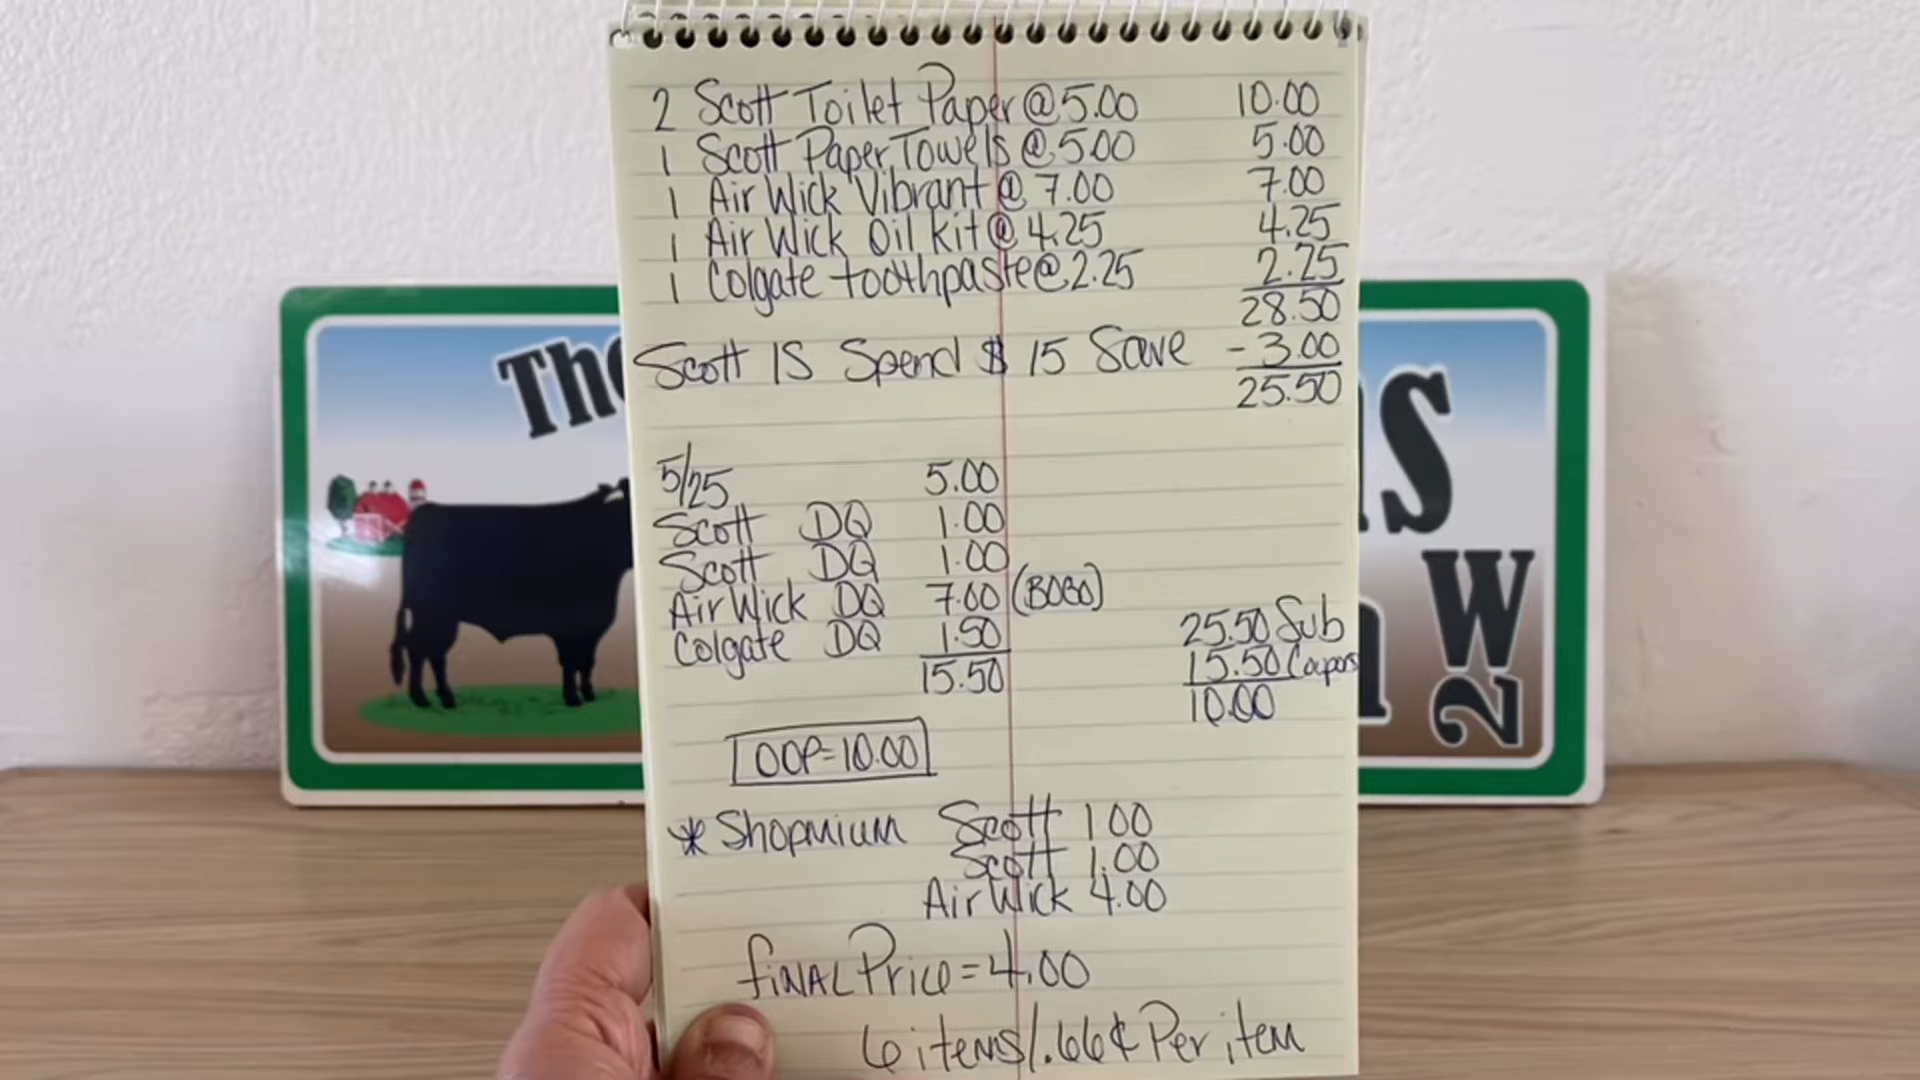 2 Scott Toilet Paper @ 5.00 10.00
1 Scott Paper Towels @ 5.00 5.00
1 Air Wick Vibrant @ 7.00 7.00
1 Air Wick Oil Kit @ 4.25 4.25
1 Colgate toothpaste @ 2.25 2.25
28.50
Scott IS Spend $ 15 Save - 3.00
25.50
5/25 5.00
Scott DQ 1.00
Scott DQ 1.00
Air Wick DQ 7.00 (BOGO)
Colgate DQ 1.50
15.50
25.50 Sub
15.50 Coupons
10.00
OOP=10.00
* Shopmium Scott 1.00
Scott 1.00
Air Wick 4.00
FINAL Price = 4.00
6 items/.66¢ Per item
The
W
2